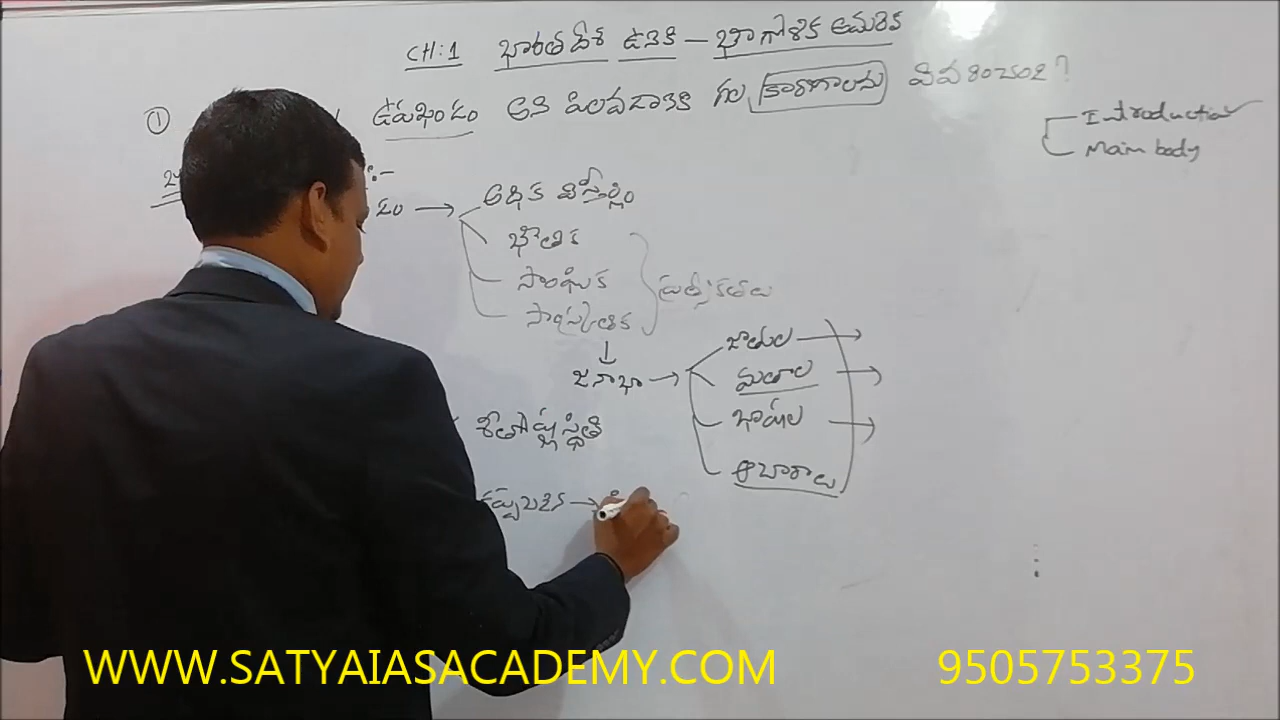 CH:1 భారతదేశ ఉనికి – భౌగోళిక అమరిక
① ఉపఖండం అని పిలవడానికి గల కారణాలను వివరించండి?
Introduction
Main body
:-
డం → అధిక విస్తీర్ణం
భౌతిక
సాంఘిక ప్రత్యేకతలు
సాంస్కృతిక
↓
జనాభా → జాతులు →
మతాల →
భాషల →
ఆచారాలు
శీతోష్ణస్థితి
→
WWW.SATYAIASACADEMY.COM 9505753375